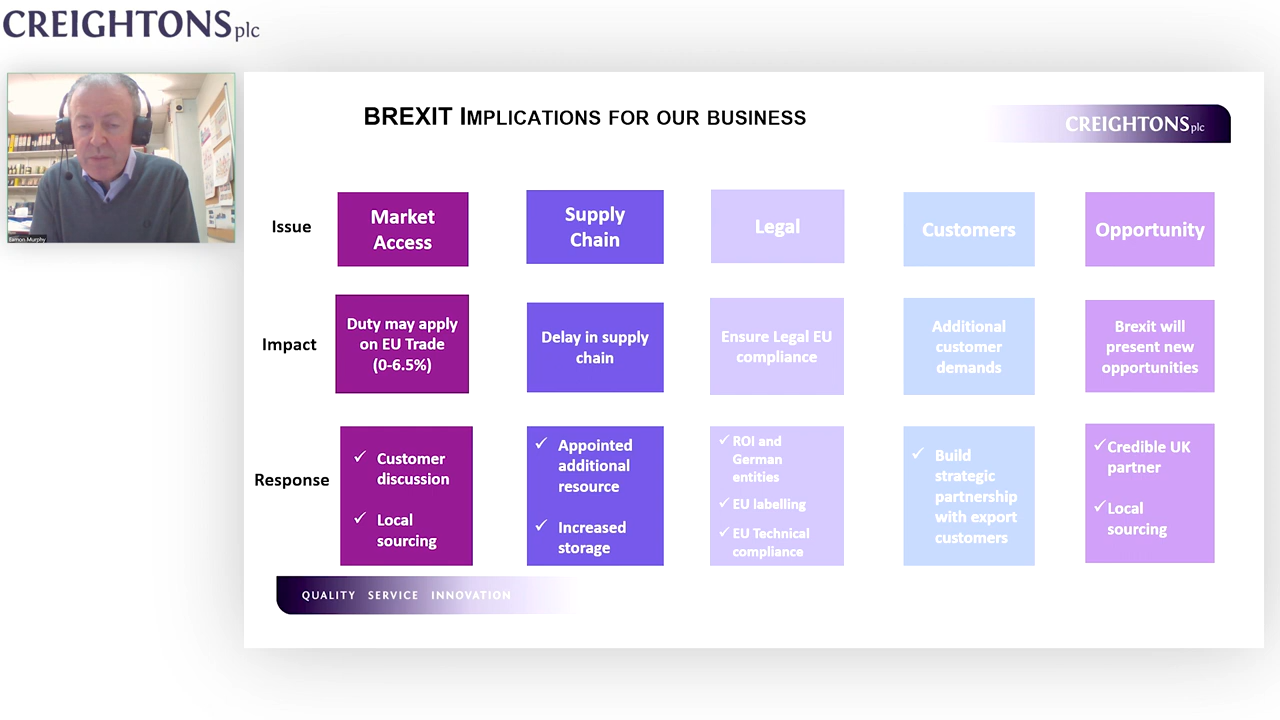 CREIGHTONS plc
Eamon Murphy
BREXIT IMPLICATIONS FOR OUR BUSINESS
CREIGHTONS plc
Issue
Market
Access
Supply
Chain
Legal
Customers
Opportunity
Impact
Duty may apply
on EU Trade
(0-6.5%)
Delay in supply
chain
Ensure Legal EU
compliance
Additional
customer
demands
Brexit will
present new
opportunities
Response
✓ Customer
discussion
✓ Local
sourcing
✓ Appointed
additional
resource
✓ Increased
storage
✓ ROI and
German
entities
✓ EU labelling
✓ EU Technical
compliance
✓ Build
strategic
partnership
with export
customers
✓ Credible UK
partner
✓ Local
sourcing
QUALITY SERVICE INNOVATION